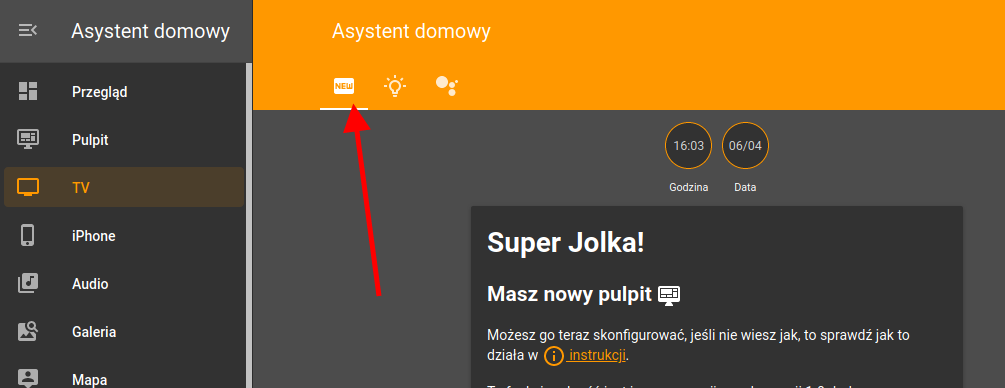 Asystent domowy
Przegląd
Pulpit
TV
iPhone
Audio
Galeria
Mapa
Asystent domowy
NEW
16:03 06/04
Godzina Data
Super Jolka!
Masz nowy pulpit
Możesz go teraz skonfigurować, jeśli nie wiesz jak, to sprawdź jak to
działa w instrukcji.